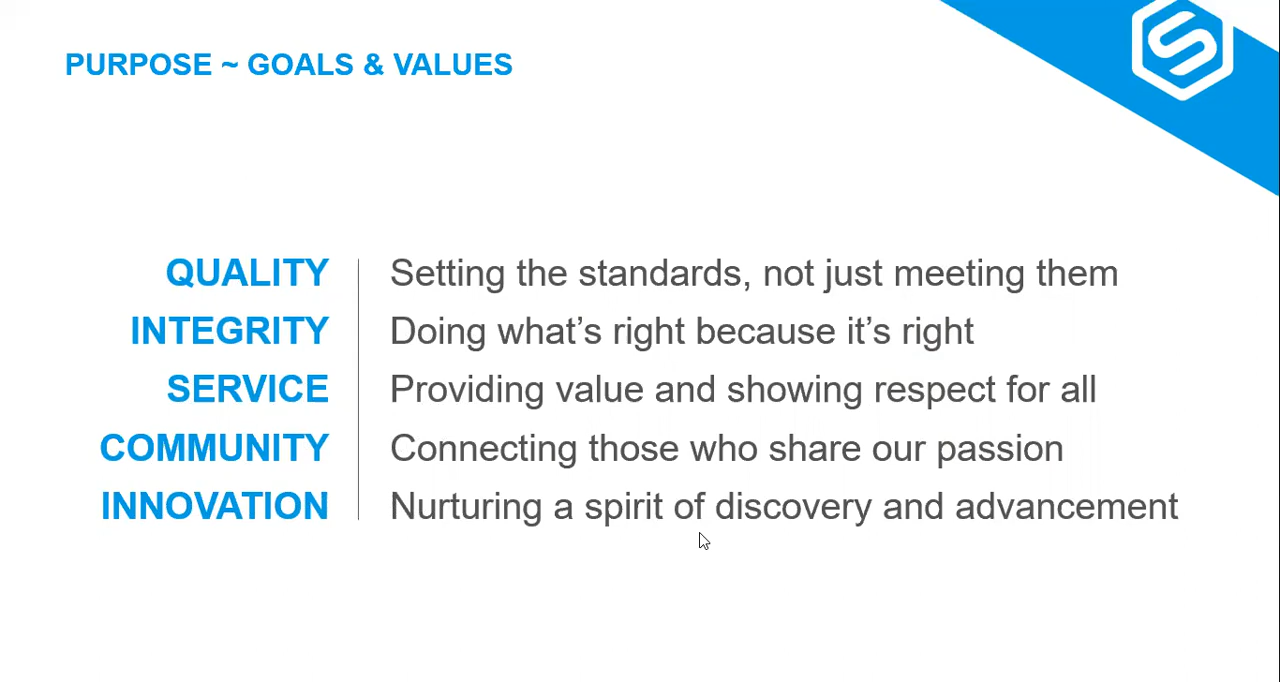 PURPOSE ~ GOALS & VALUES
QUALITY Setting the standards, not just meeting them
INTEGRITY Doing what’s right because it’s right
SERVICE Providing value and showing respect for all
COMMUNITY Connecting those who share our passion
INNOVATION Nurturing a spirit of discovery and advancement